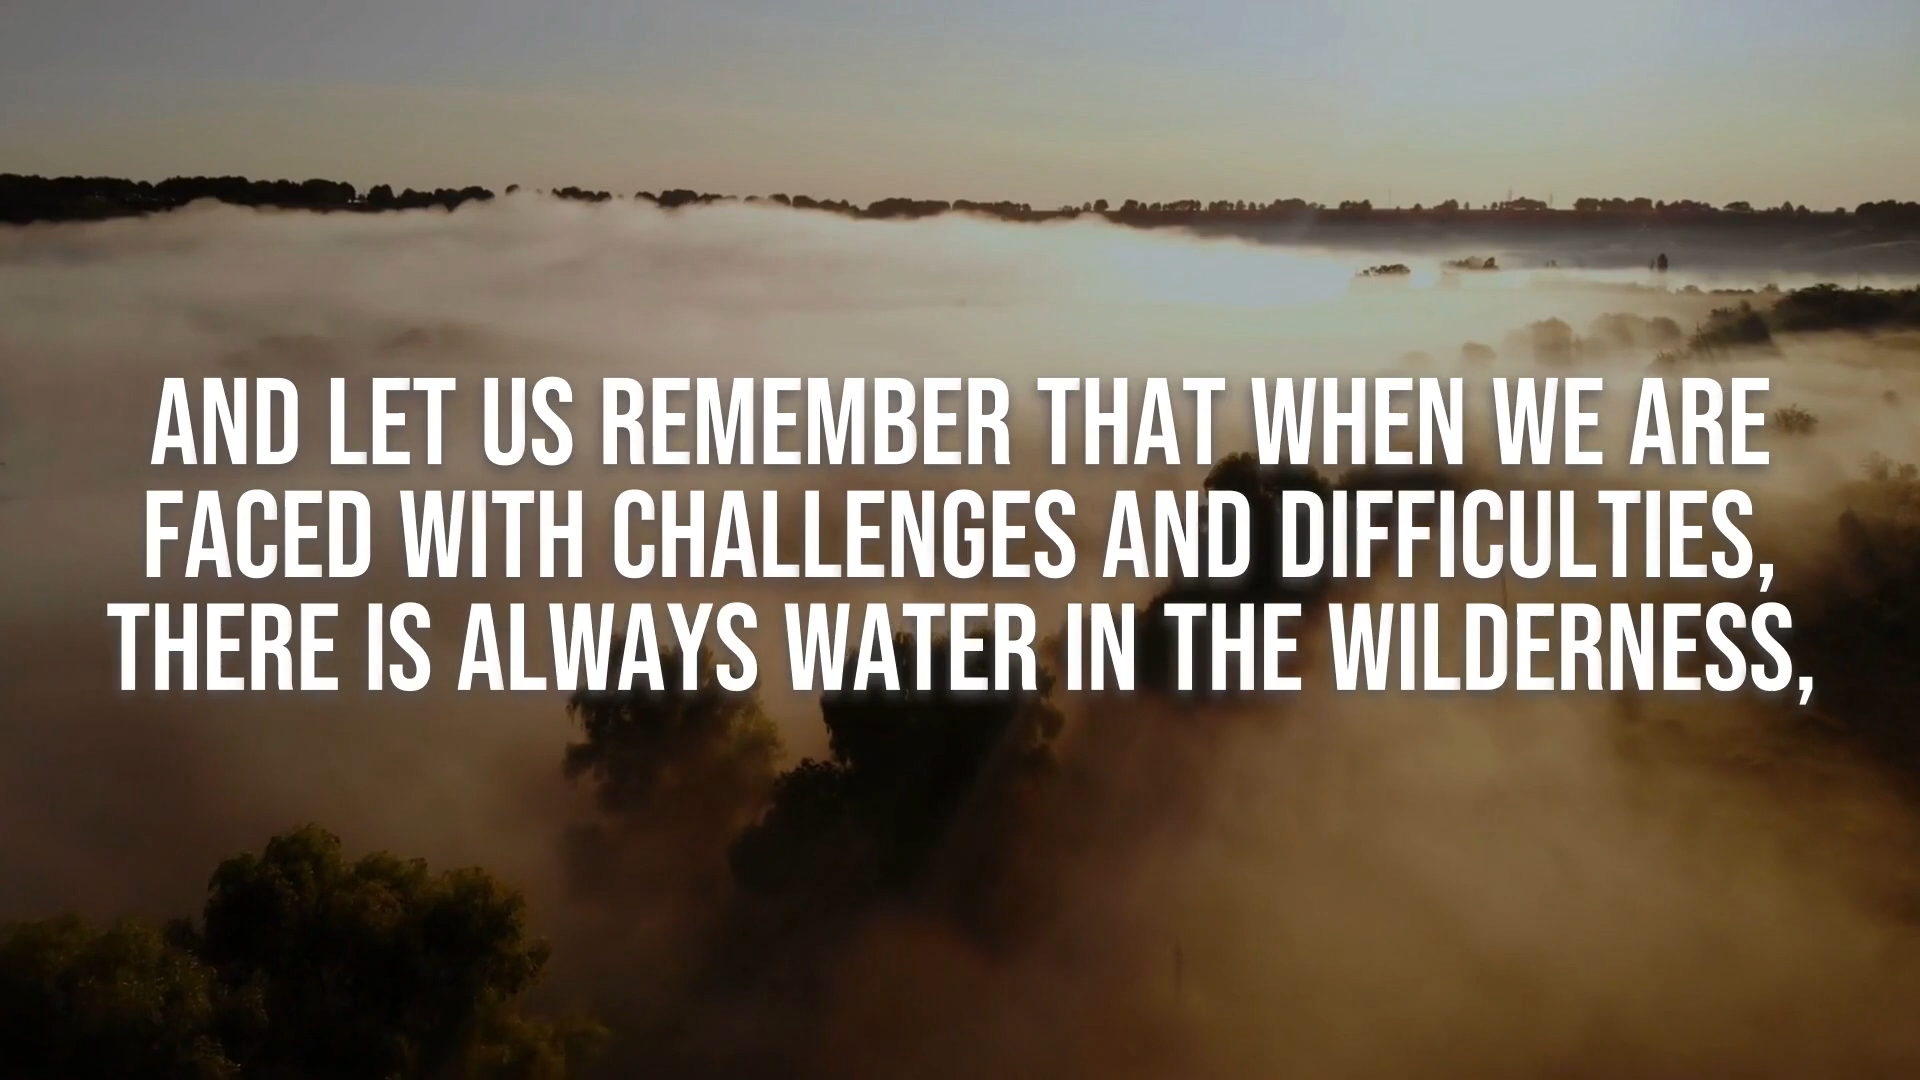 AND LET US REMEMBER THAT WHEN WE ARE
FACED WITH CHALLENGES AND DIFFICULTIES,
THERE IS ALWAYS WATER IN THE WILDERNESS,